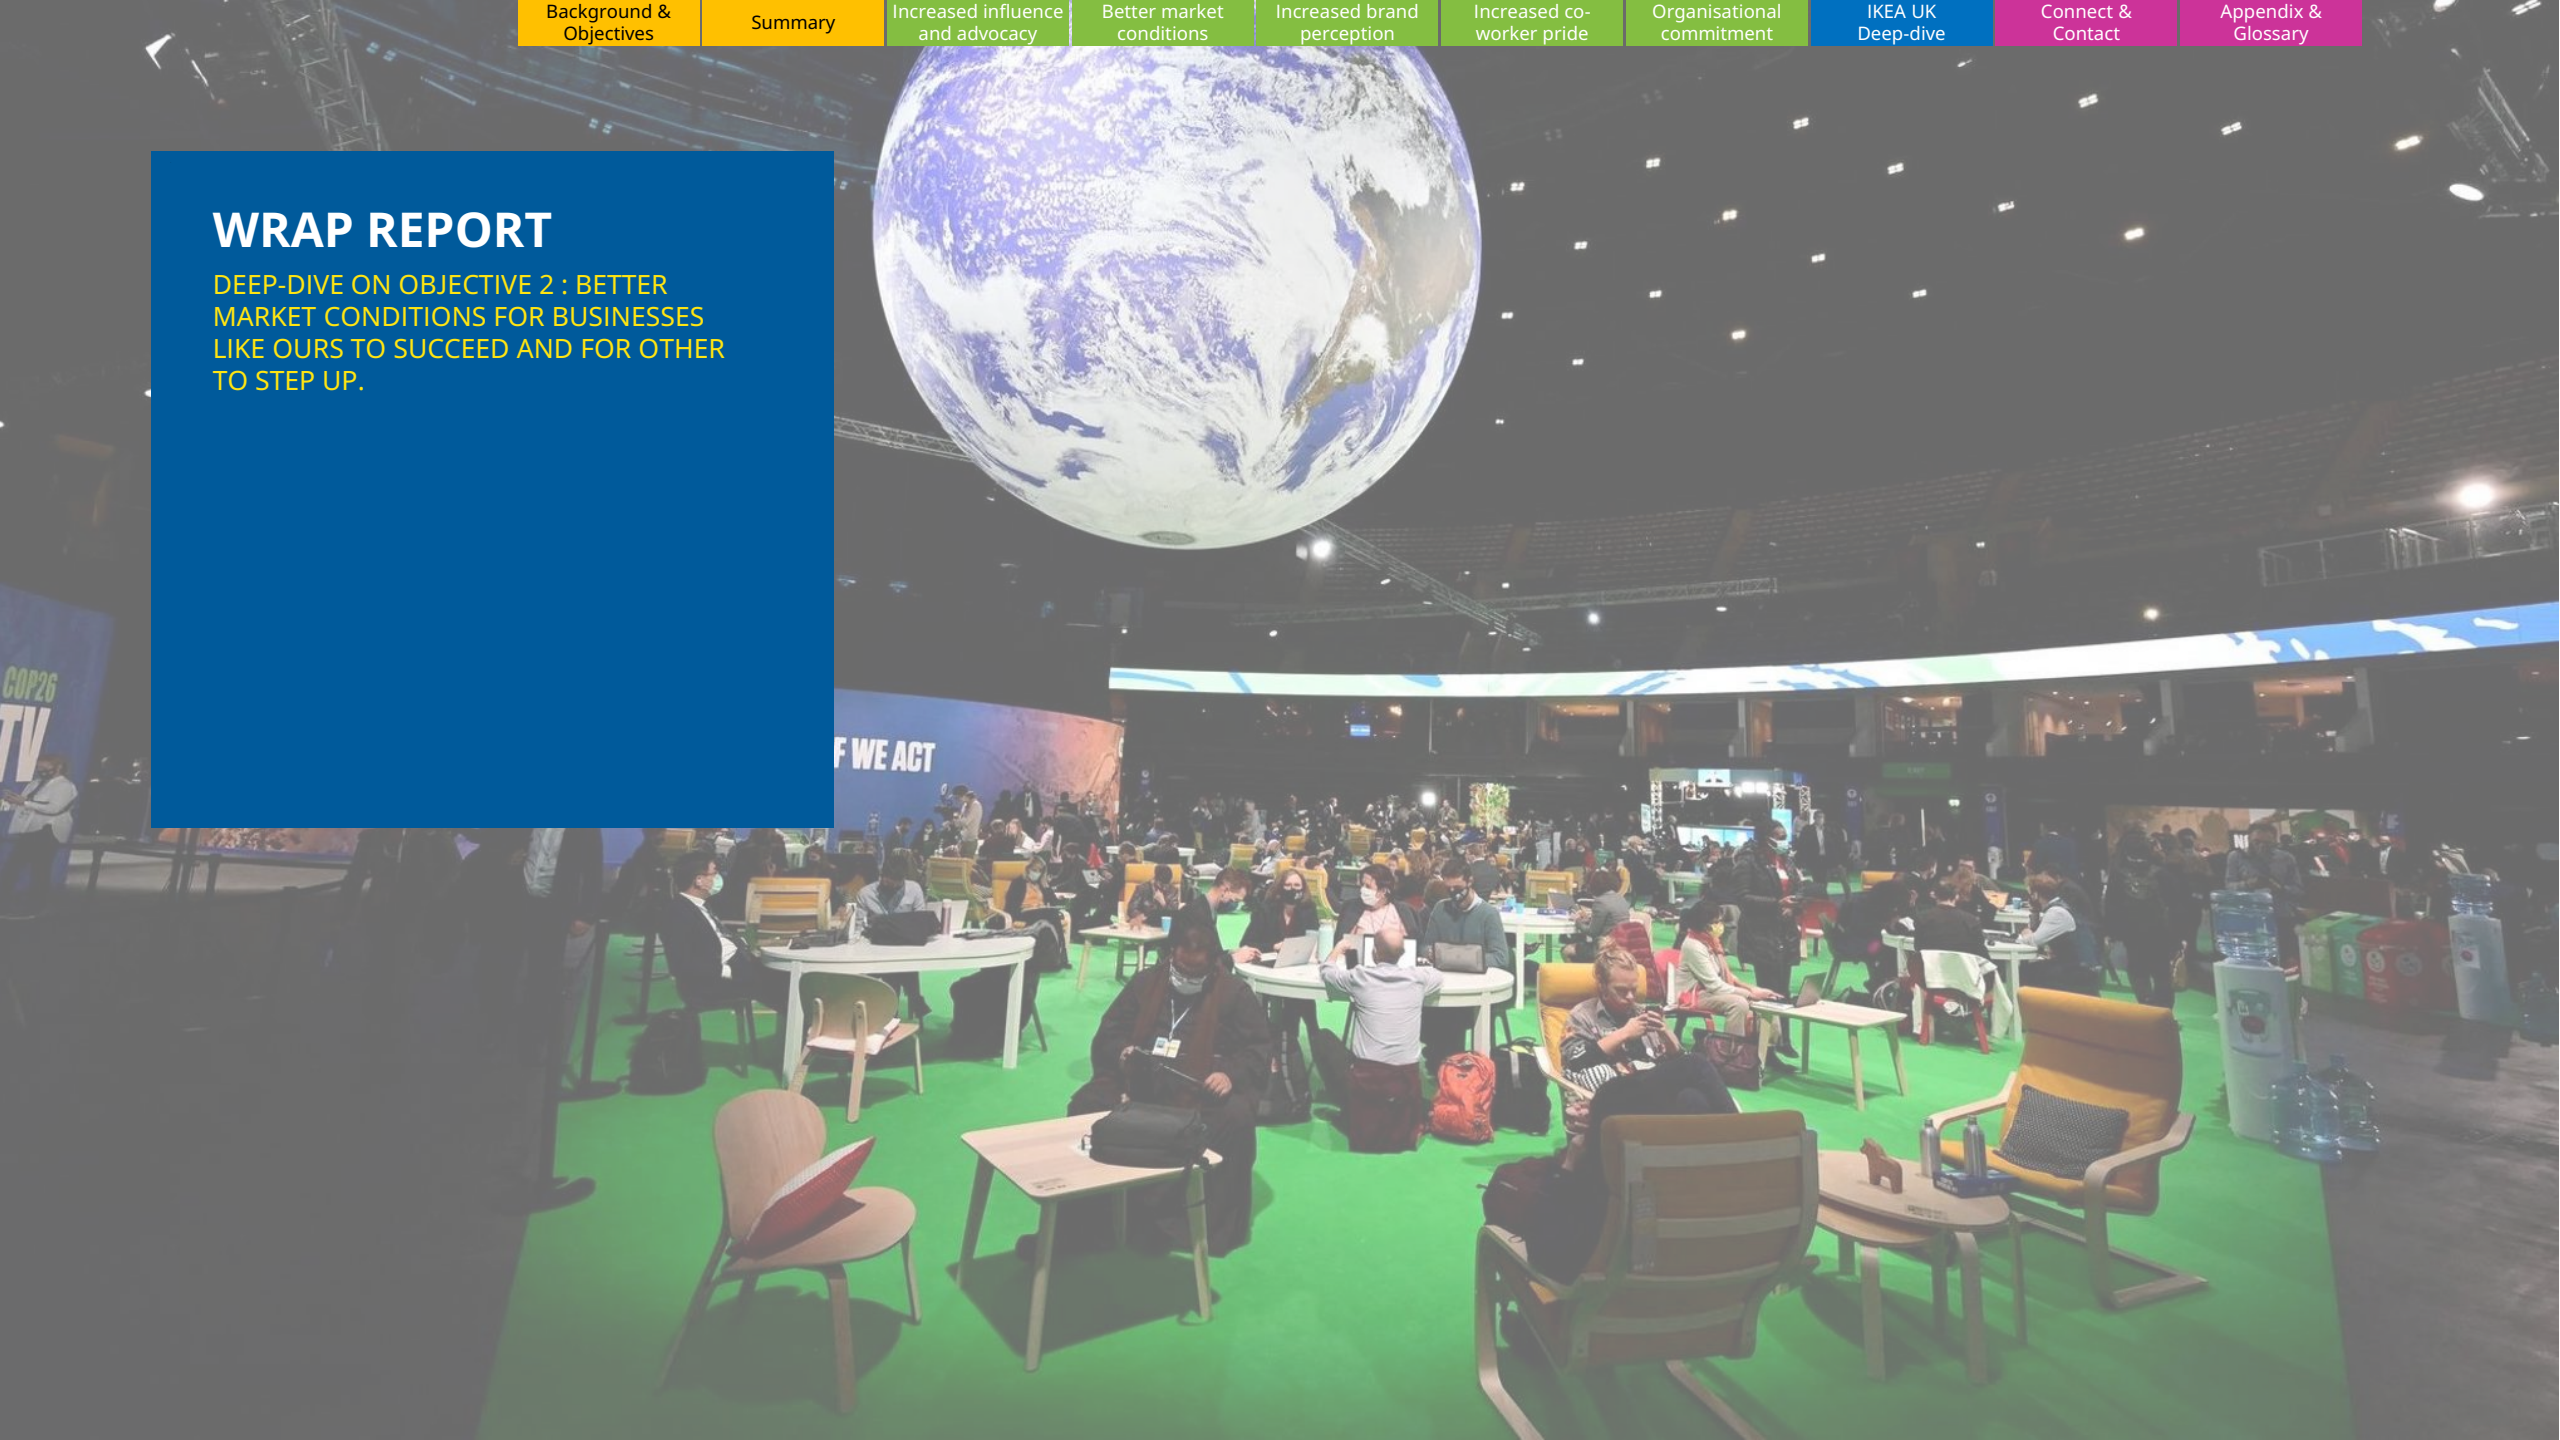 Background &
Objectives
Summary
Increased influence
and advocacy
Better market
conditions
Increased brand
perception
Increased co-
worker pride
Organisational
commitment
IKEA UK
Deep-dive
Connect &
Contact
Appendix &
Glossary
WRAP REPORT
DEEP-DIVE ON OBJECTIVE 2 : BETTER
MARKET CONDITIONS FOR BUSINESSES
LIKE OURS TO SUCCEED AND FOR OTHER
TO STEP UP.
COP26
TV
WE ACT